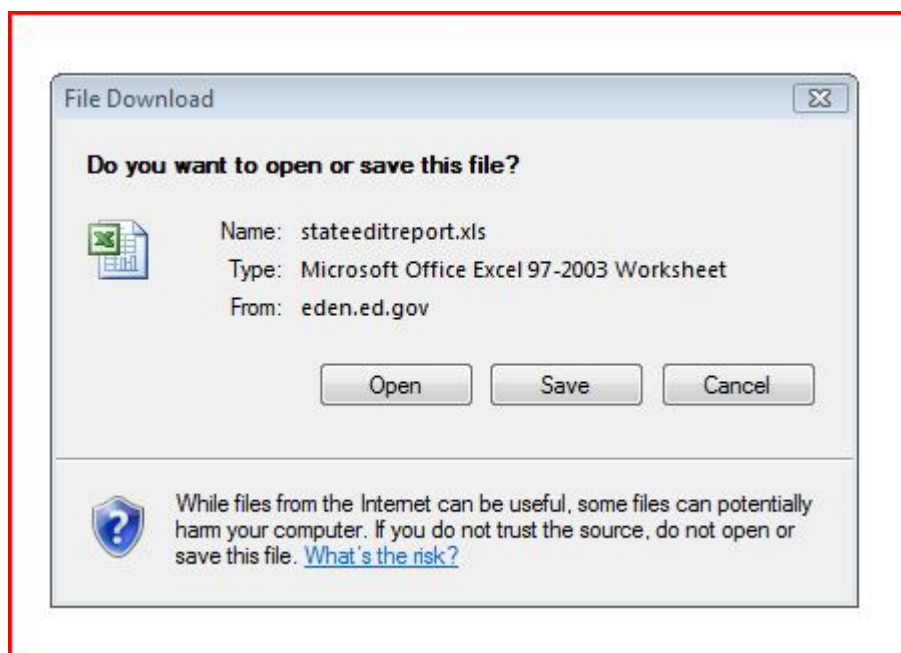 File Download
Do you want to open or save this file?
Name: stateeditreport.xls
Type: Microsoft Office Excel 97-2003 Worksheet
From: eden.ed.gov
Open Save Cancel
While files from the Internet can be useful, some files can potentially
harm your computer. If you do not trust the source, do not open or
save this file. What's the risk?